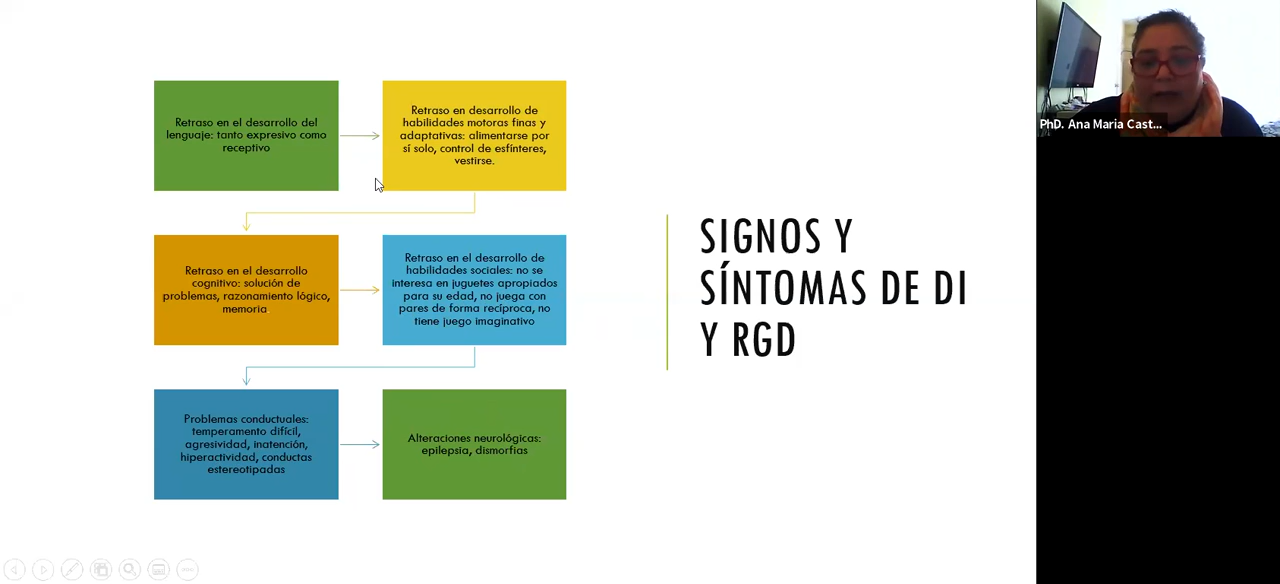 Retraso en el desarrollo del
lenguaje: tanto expresivo como
receptivo
Retraso en desarrollo de
habilidades motoras finas y
adaptativas: alimentarse por
sí solo, control de esfínteres,
vestirse.
Retraso en el desarrollo
cognitivo: solución de
problemas, razonamiento lógico,
memoria.
Retraso en el desarrollo de
habilidades sociales: no se
interesa en juguetes apropiados
para su edad, no juega con
pares de forma recíproca, no
tiene juego imaginativo
Problemas conductuales:
temperamento difícil,
agresividad, inatención,
hiperactividad, conductas
estereotipadas
Alteraciones neurológicas:
epilepsia, dismorfias
SIGNOS Y
SÍNTOMAS DE DI
Y RGD
PhD. Ana Maria Cast...